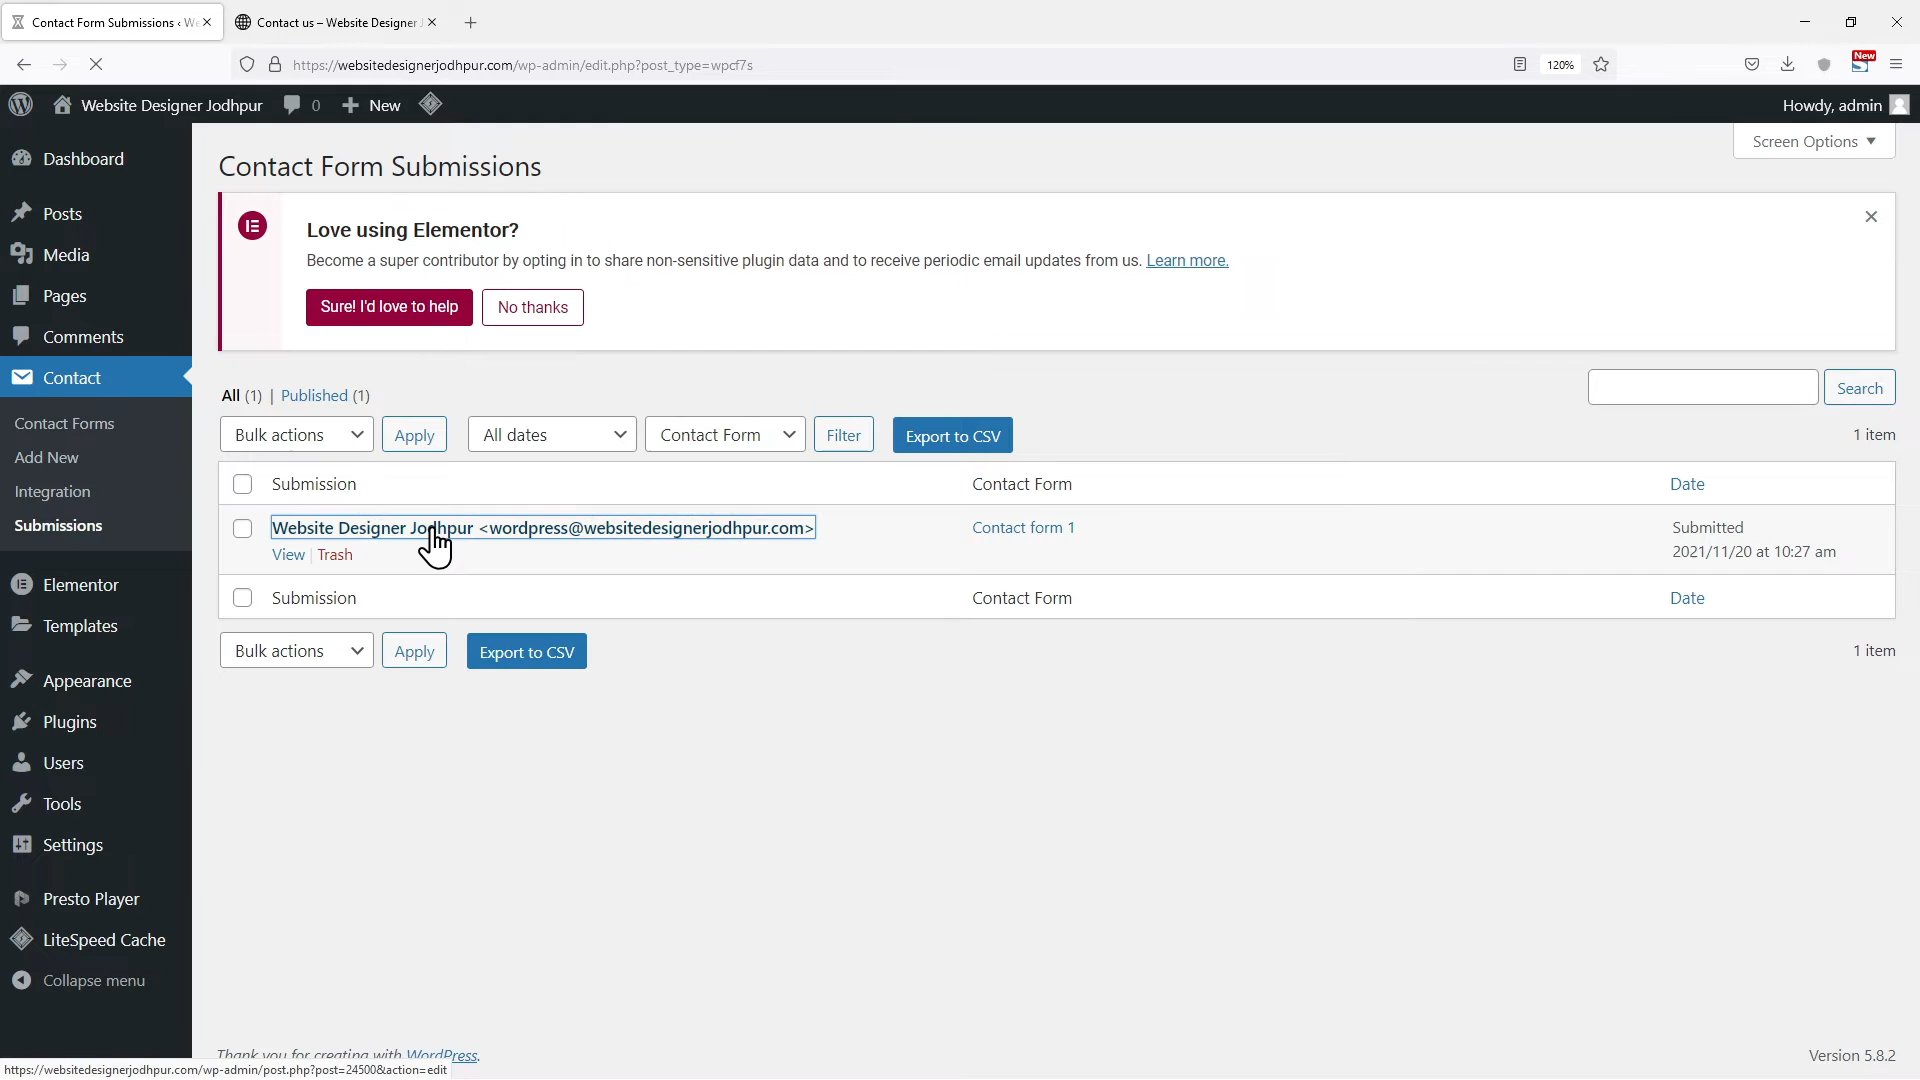 Contact Form Submissions ‹ We
Contact us – Website Designer J
https://websitedesignerjodhpur.com/wp-admin/edit.php?post_type=wpcf7s
120%
New
Website Designer Jodhpur
0
New
Howdy, admin
Dashboard
Posts
Media
Pages
Comments
Contact
Contact Forms
Add New
Integration
Submissions
Elementor
Templates
Appearance
Plugins
Users
Tools
Settings
Presto Player
LiteSpeed Cache
Collapse menu
Screen Options
Contact Form Submissions
Love using Elementor?
Become a super contributor by opting in to share non-sensitive plugin data and to receive periodic email updates from us. Learn more.
Sure! I'd love to help
No thanks
All (1) | Published (1)
Search
Bulk actions
Apply
All dates
Contact Form
Filter
Export to CSV
1 item
Submission
Contact Form
Date
Website Designer Jodhpur <wordpress@websitedesignerjodhpur.com>
View | Trash
Contact form 1
Submitted
2021/11/20 at 10:27 am
Submission
Contact Form
Date
Bulk actions
Apply
Export to CSV
1 item
Thank you for creating with WordPress.
Version 5.8.2
https://websitedesignerjodhpur.com/wp-admin/post.php?post=24500&action=edit